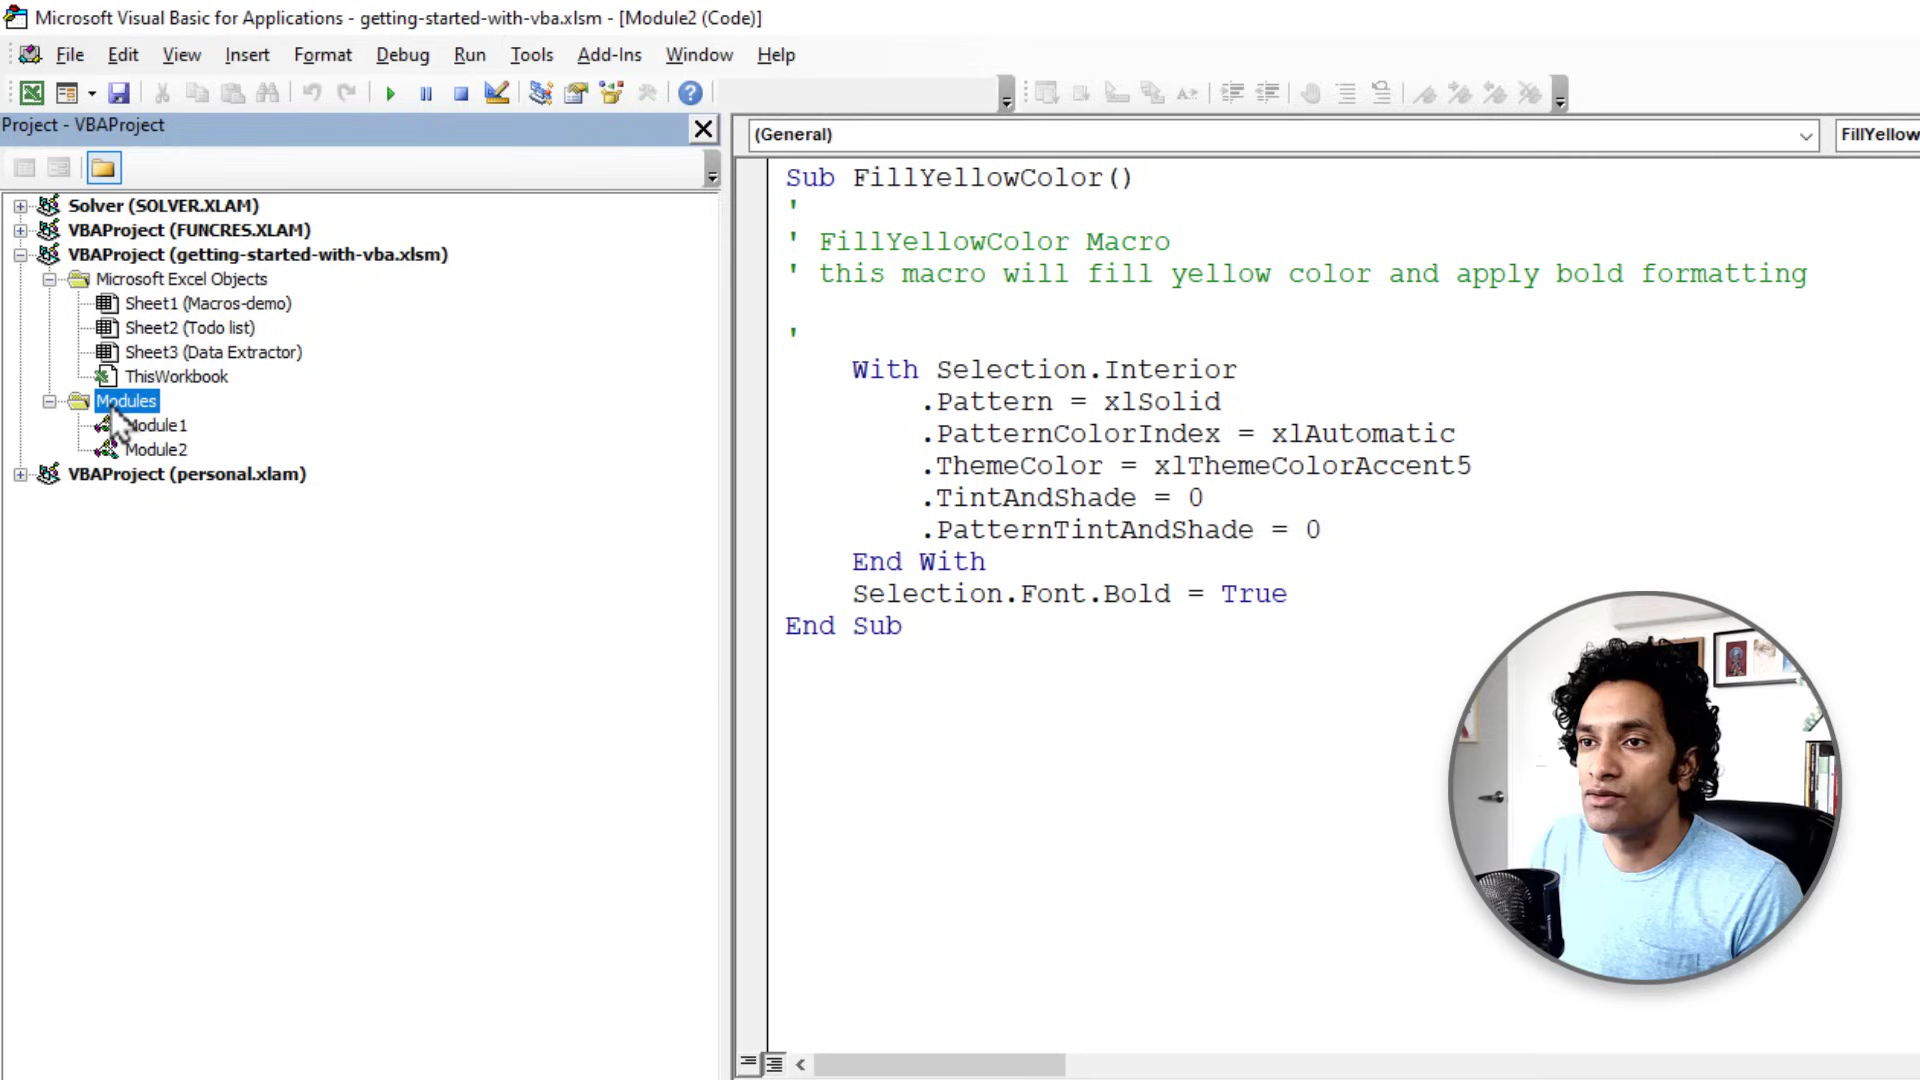 Microsoft Visual Basic for Applications - getting-started-with-vba.xlsm - [Module2 (Code)]
File Edit View Insert Format Debug Run Tools Add-Ins Window Help
Project - VBAProject
(General)
FillYellow
Solver (SOLVER.XLAM)
VBAProject (FUNCRES.XLAM)
VBAProject (getting-started-with-vba.xlsm)
Microsoft Excel Objects
Sheet1 (Macros-demo)
Sheet2 (Todo list)
Sheet3 (Data Extractor)
ThisWorkbook
Modules
Module1
Module2
VBAProject (personal.xlam)
Sub FillYellowColor()
'
' FillYellowColor Macro
' this macro will fill yellow color and apply bold formatting
'
With Selection.Interior
.Pattern = xlSolid
.PatternColorIndex = xlAutomatic
.ThemeColor = xlThemeColorAccent5
.TintAndShade = 0
.PatternTintAndShade = 0
End With
Selection.Font.Bold = True
End Sub